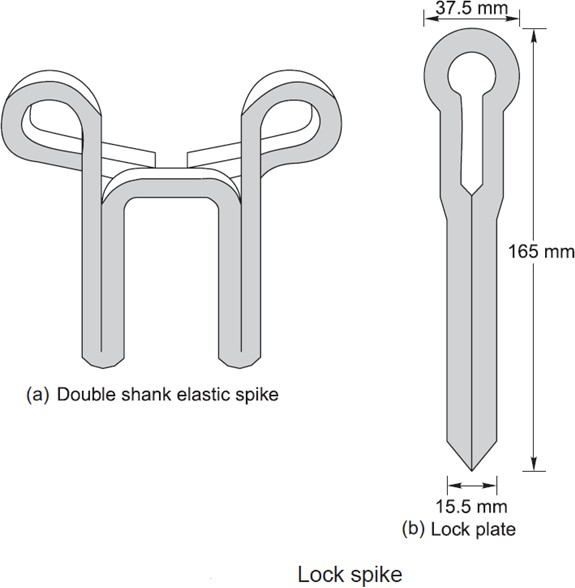 37.5 mm
165 mm
(a) Double shank elastic spike
15.5 mm
(b) Lock plate
Lock spike